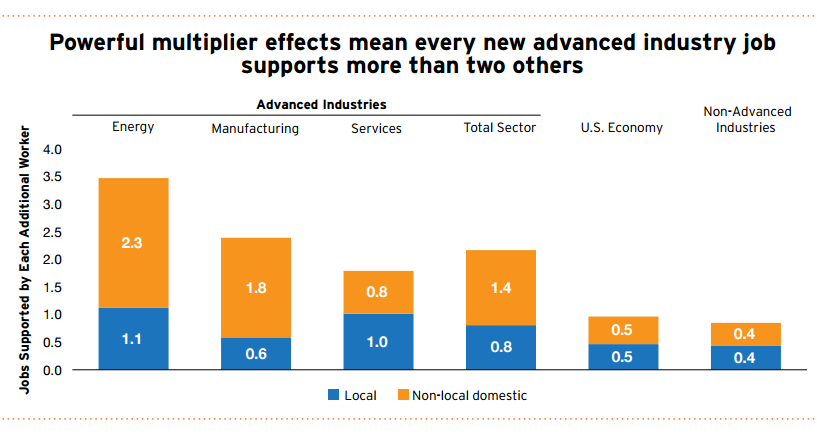 Powerful multiplier effects mean every new advanced industry job
supports more than two others
Advanced Industries
Energy
Manufacturing
Services
Total Sector
U.S. Economy
Non-Advanced
Industries
Jobs Supported by Each Additional Worker
4.0
3.5
3.0
2.5
2.0
1.5
1.0
0.5
0.0
2.3
1.1
1.8
0.6
0.8
1.0
1.4
0.8
0.5
0.5
0.4
0.4
Local
Non-local domestic